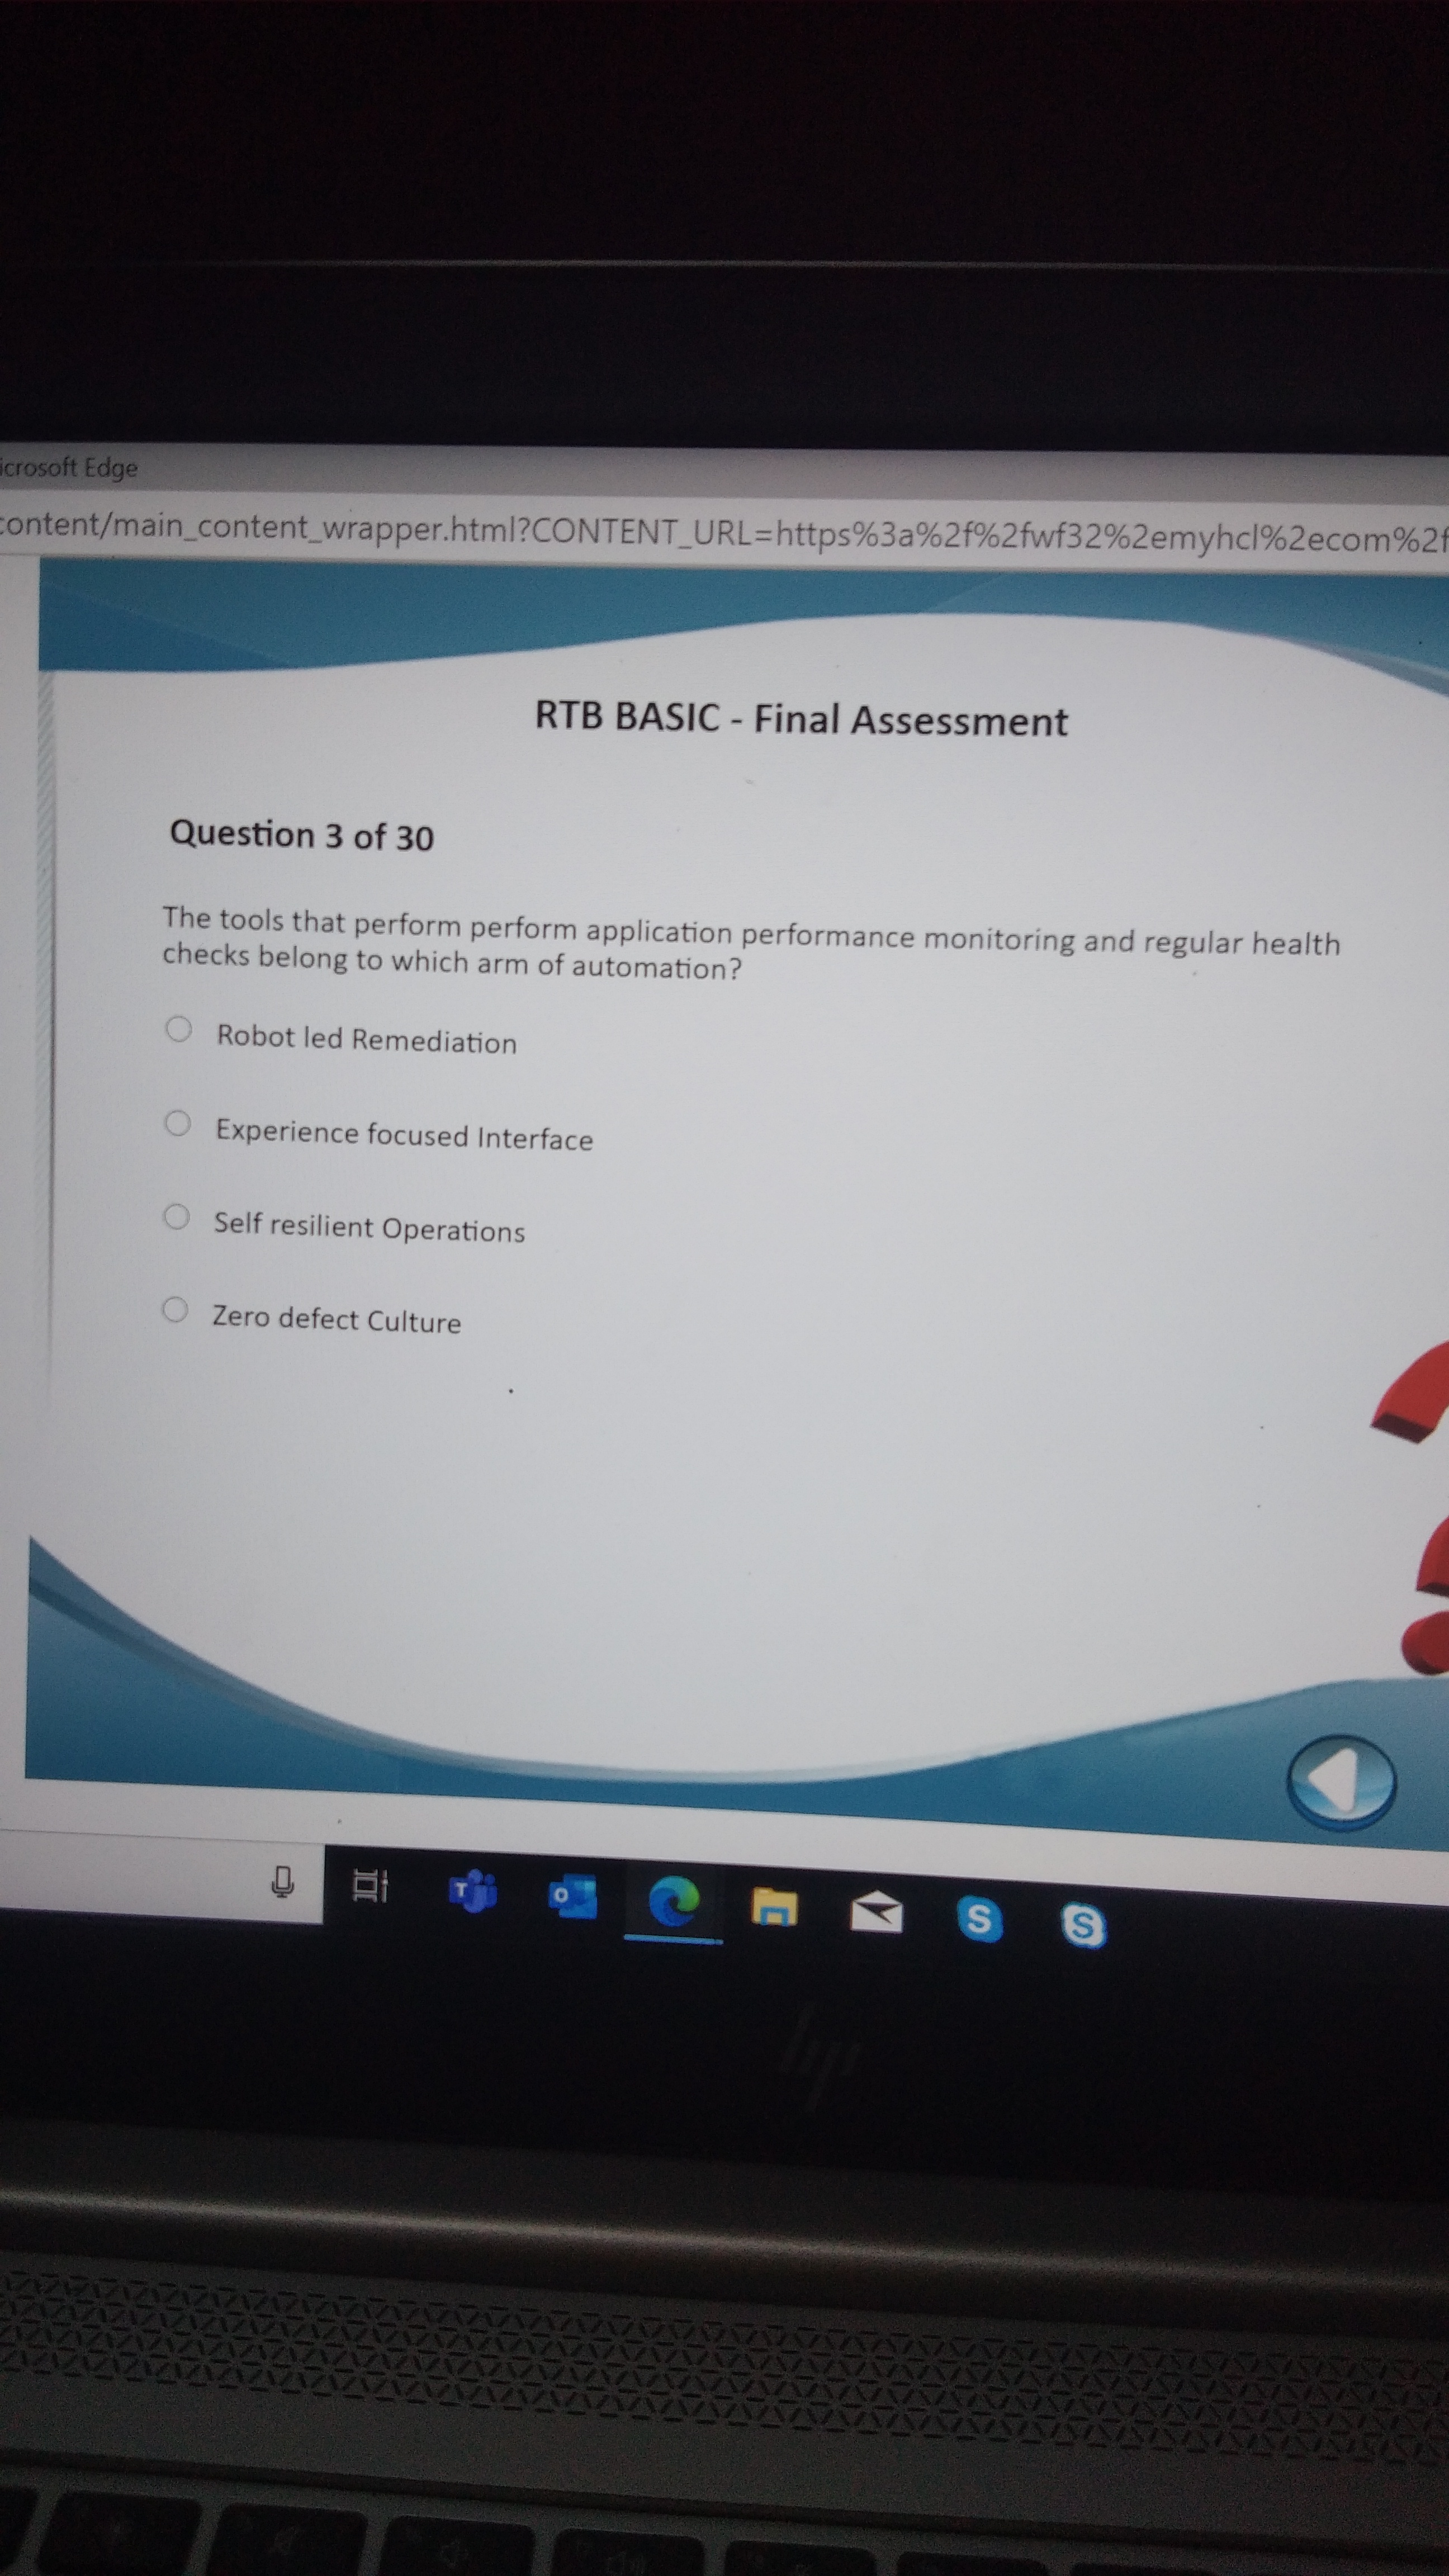 icrosoft Edge
content/main_content_wrapper.html?CONTENT_URL=https%3a%2f%2fwf32%2emyhcl%2ecom%2f
RTB BASIC - Final Assessment
Question 3 of 30
The tools that perform perform application performance monitoring and regular health
checks belong to which arm of automation?
Robot led Remediation
Experience focused Interface
Self resilient Operations
Zero defect Culture
hp